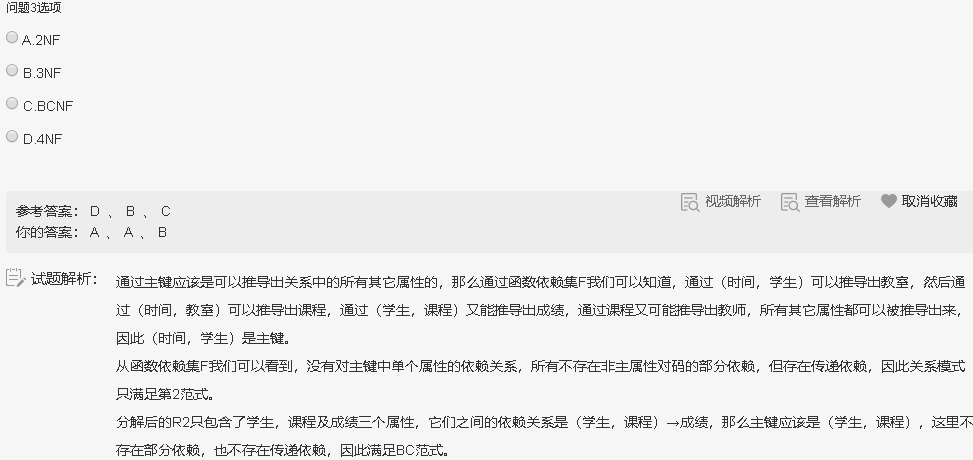 问题3选项
A.2NF
B.3NF
C.BCNF
D.4NF
参考答案： D 、 B 、 C
视频解析 查看解析 取消收藏
你的答案： A 、 A 、 B
试题解析： 通过主键应该是可以推导出关系中的所有其它属性的，那么通过函数依赖集F我们可以知道，通过（时间，学生）可以推导出教室，然后通
过（时间，教室）可以推导出课程，通过（学生，课程）又能推导出成绩，通过课程又可能推导出教师，所有其它属性都可以被推导出来，
因此（时间，学生）是主键。
从函数依赖集F我们可以看到，没有对主键中单个属性的依赖关系，所有不存在非主属性对码的部分依赖，但存在传递依赖，因此关系模式
只满足第2范式。
分解后的R2只包含了学生，课程及成绩三个属性，它们之间的依赖关系是（学生，课程）→成绩，那么主键应该是（学生，课程），这里不
存在部分依赖，也不存在传递依赖，因此满足BC范式。